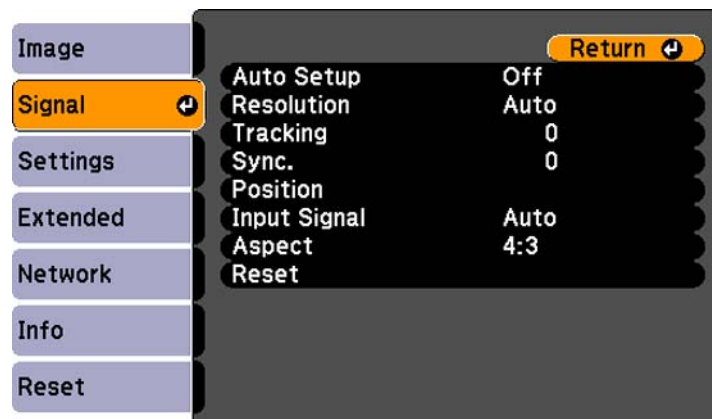 Image
Signal
Settings
Extended
Network
Info
Reset
Return
Auto Setup Off
Resolution Auto
Tracking 0
Sync. 0
Position
Input Signal Auto
Aspect 4:3
Reset